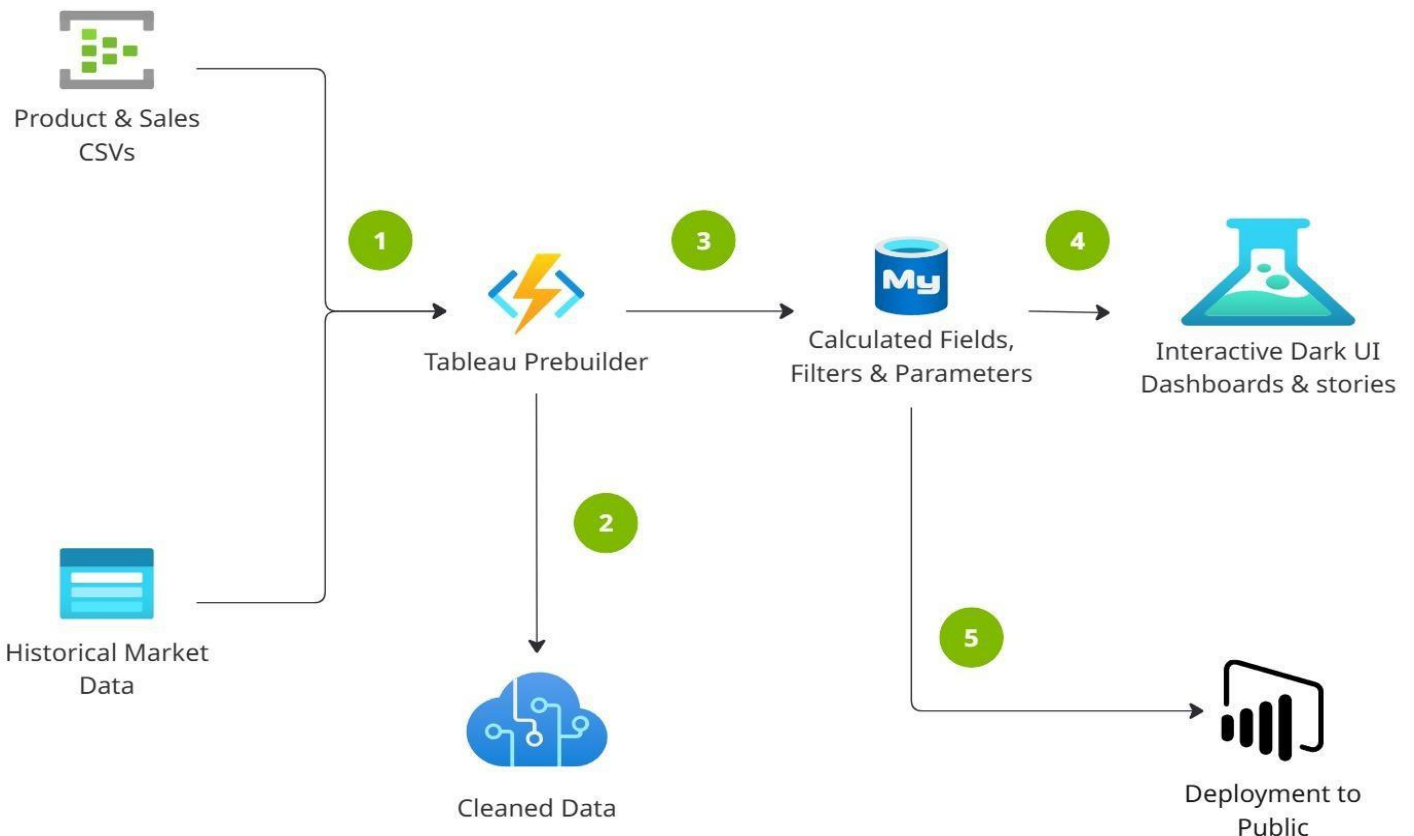 Product & Sales
CSVs
1
3
4
My
Tableau Prebuilder
Calculated Fields,
Filters & Parameters
Interactive Dark UI
Dashboards & stories
2
Historical Market
Data
5
Cleaned Data
Deployment to
Public